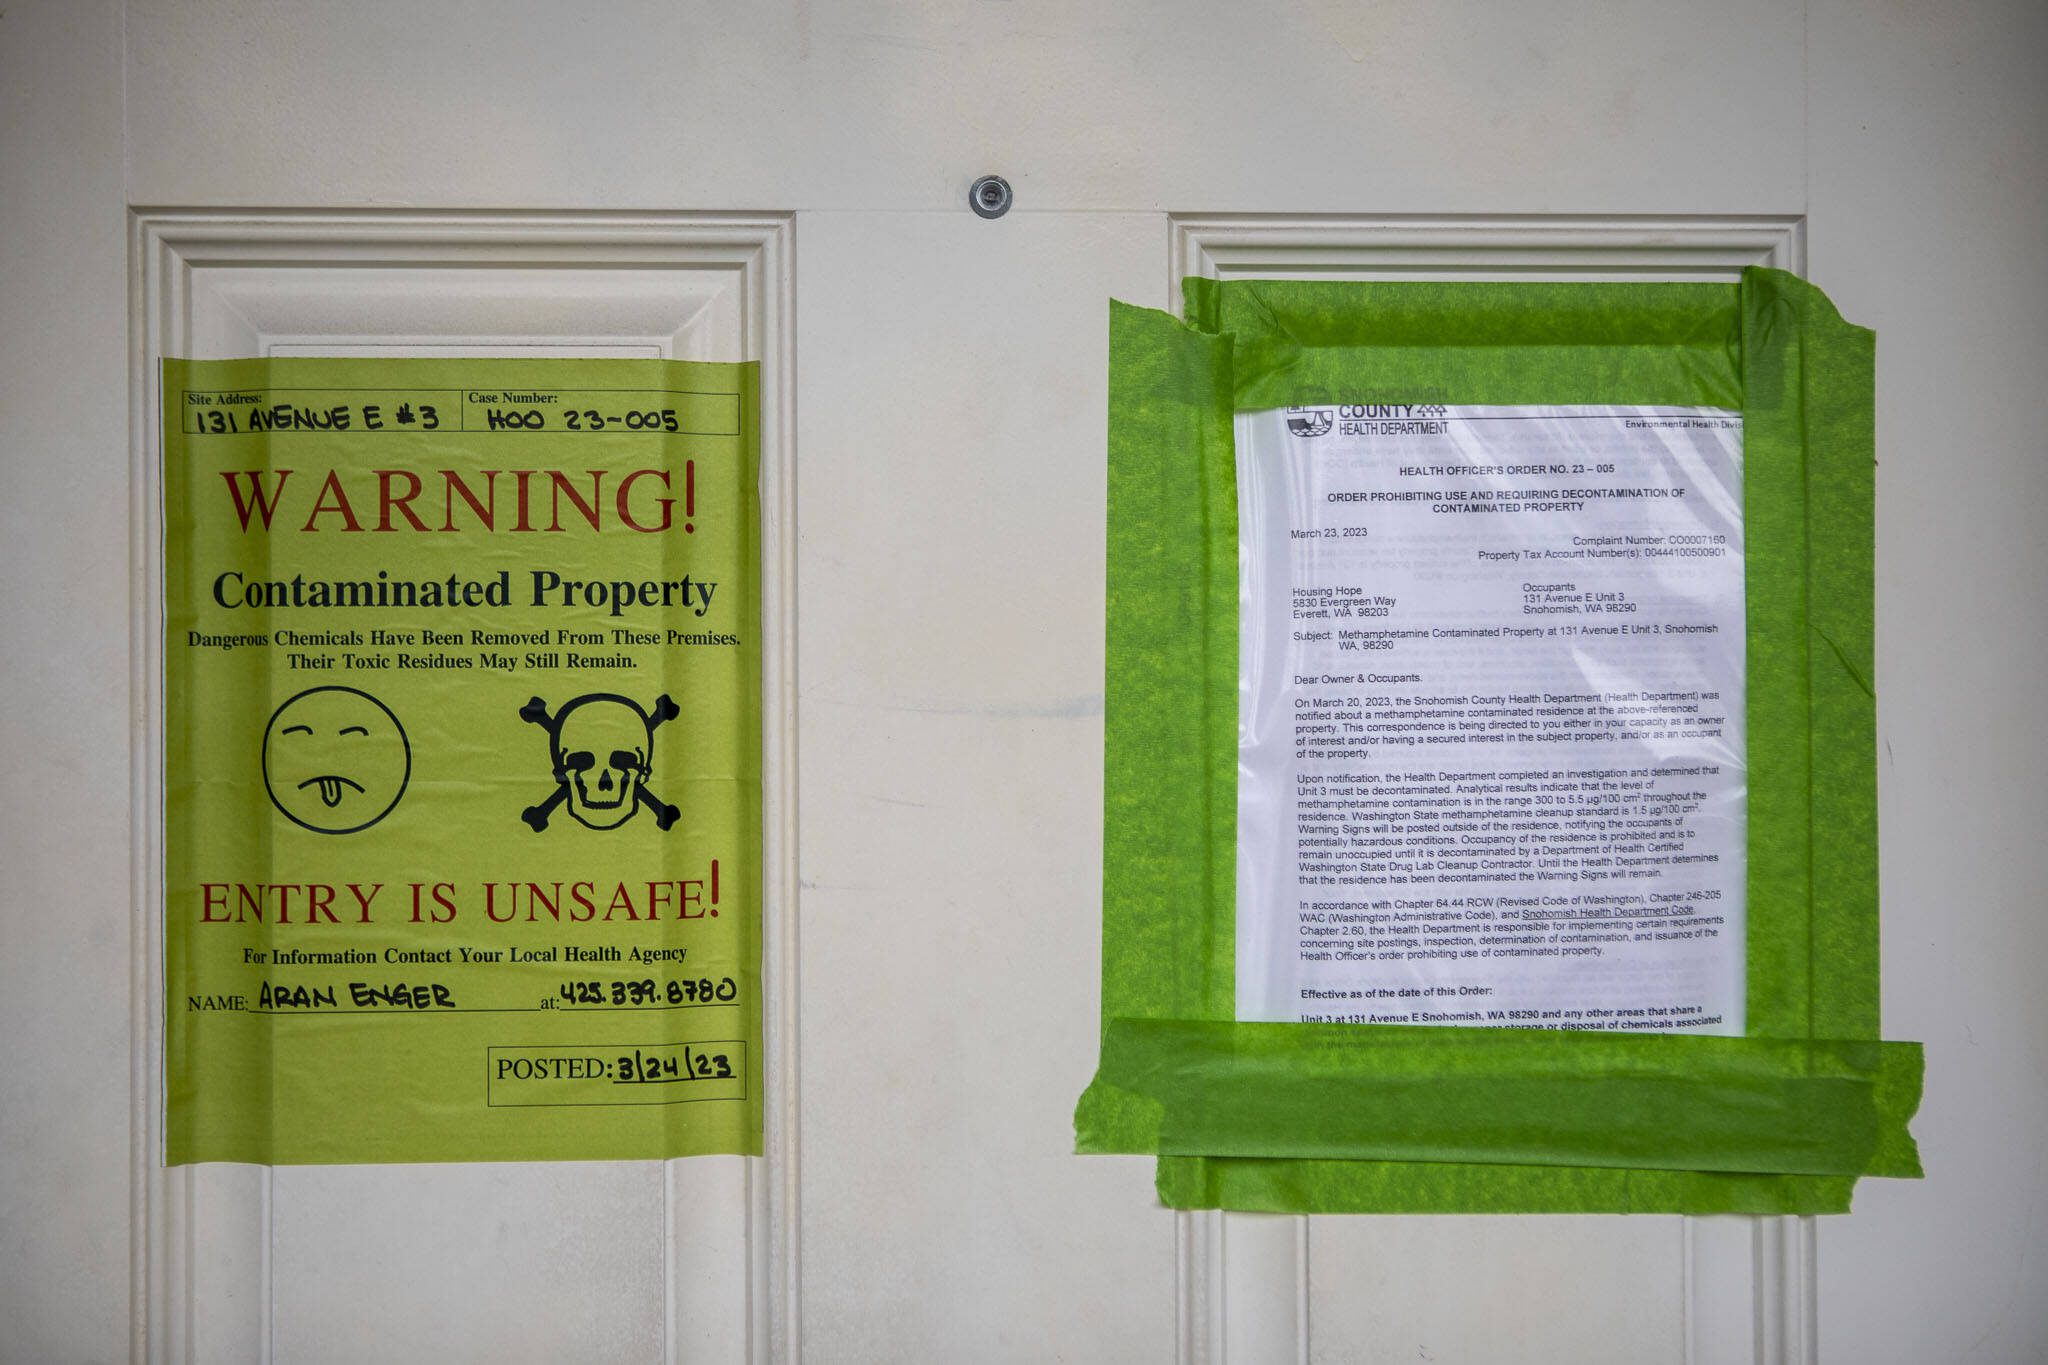 Site Address:
131 AVENUE E #3
Case Number:
HOO 23-005
WARNING!
Contaminated Property
Dangerous Chemicals Have Been Removed From These Premises.
Their Toxic Residues May Still Remain.
ENTRY IS UNSAFE!
For Information Contact Your Local Health Agency
NAME: ARAN ENGER at: 425.339.8780
POSTED: 3/24/23
SNOHOMISH
COUNTY
HEALTH DEPARTMENT
Environmental Health Divisi
HEALTH OFFICER'S ORDER NO. 23 – 005
ORDER PROHIBITING USE AND REQUIRING DECONTAMINATION OF
CONTAMINATED PROPERTY
March 23, 2023
Complaint Number: CO0007160
Property Tax Account Number(s): 00444100500901
Housing Hope
5830 Evergreen Way
Everett, WA 98203
Occupants
131 Avenue E Unit 3
Snohomish, WA 98290
Subject: Methamphetamine Contaminated Property at 131 Avenue E Unit 3, Snohomish
WA, 98290
Dear Owner & Occupants.
On March 20, 2023, the Snohomish County Health Department (Health Department) was
notified about a methamphetamine contaminated residence at the above-referenced
property. This correspondence is being directed to you either in your capacity as an owner
of interest and/or having a secured interest in the subject property, and/or as an occupant
of the property.
Upon notification, the Health Department completed an investigation and determined that
Unit 3 must be decontaminated. Analytical results indicate that the level of
methamphetamine contamination is in the range 300 to 5.5 µg/100 cm² throughout the
residence. Washington State methamphetamine cleanup standard is 1.5 µg/100 cm².
Warning Signs will be posted outside of the residence, notifying the occupants of
potentially hazardous conditions. Occupancy of the residence is prohibited and is to
remain unoccupied until it is decontaminated by a Department of Health Certified
Washington State Drug Lab Cleanup Contractor. Until the Health Department determines
that the residence has been decontaminated the Warning Signs will remain.
In accordance with Chapter 64.44 RCW (Revised Code of Washington), Chapter 246-205
WAC (Washington Administrative Code), and Snohomish Health Department Code,
Chapter 2.60, the Health Department is responsible for implementing certain requirements
concerning site postings, inspection, determination of contamination, and issuance of the
Health Officer's order prohibiting use of contaminated property.
Effective as of the date of this Order:
Unit 3 at 131 Avenue E Snohomish, WA 98290 and any other areas that share a
storage or disposal of chemicals associated